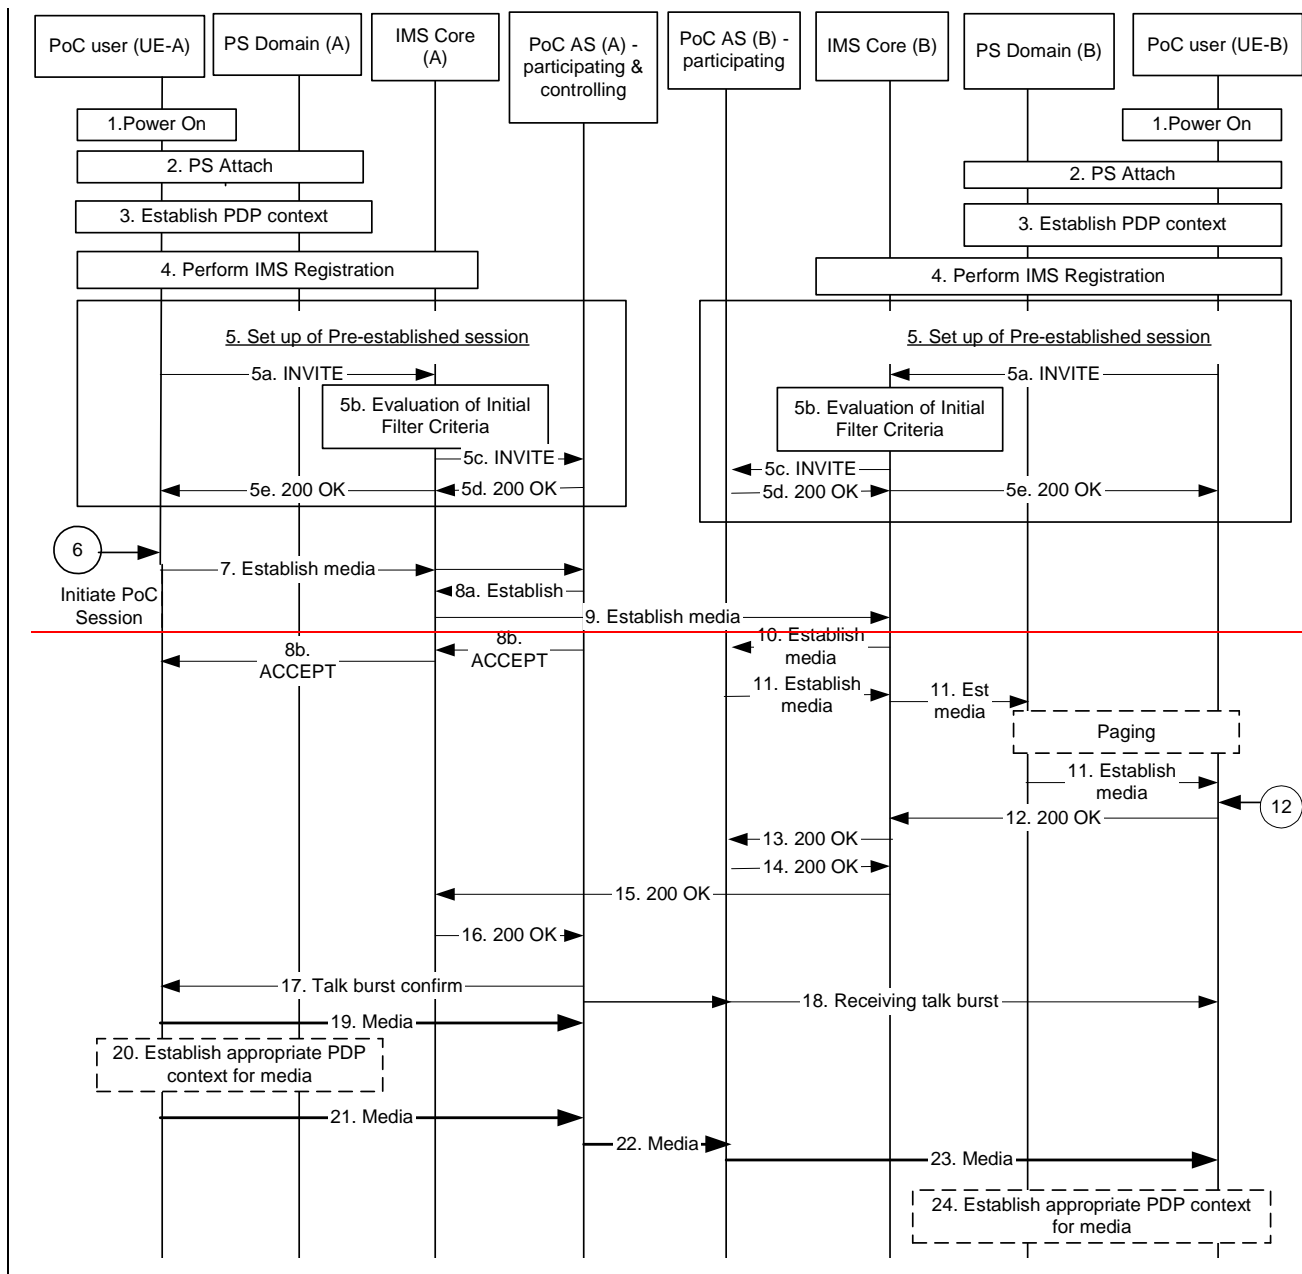 PoC user (UE-A)
PS Domain (A)
IMS Core
(A)
PoC AS (A) -
participating &
controlling
PoC AS (B) -
participating
IMS Core (B)
PS Domain (B)
PoC user (UE-B)
1.Power On
1.Power On
2. PS Attach
2. PS Attach
3. Establish PDP context
3. Establish PDP context
4. Perform IMS Registration
4. Perform IMS Registration
5. Set up of Pre-established session
5. Set up of Pre-established session
5a. INVITE
5a. INVITE
5b. Evaluation of Initial
Filter Criteria
5b. Evaluation of Initial
Filter Criteria
5c. INVITE
5c. INVITE
5e. 200 OK
5d. 200 OK
5d. 200 OK
5e. 200 OK
6
Initiate PoC
Session
7. Establish media
8a. Establish
9. Establish media
8b.
ACCEPT
8b.
ACCEPT
10. Establish
media
11. Establish
media
11. Est
media
Paging
11. Establish
media
12
12. 200 OK
13. 200 OK
14. 200 OK
15. 200 OK
16. 200 OK
17. Talk burst confirm
18. Receiving talk burst
19. Media
20. Establish appropriate PDP
context for media
21. Media
22. Media
23. Media
24. Establish appropriate PDP context
for media